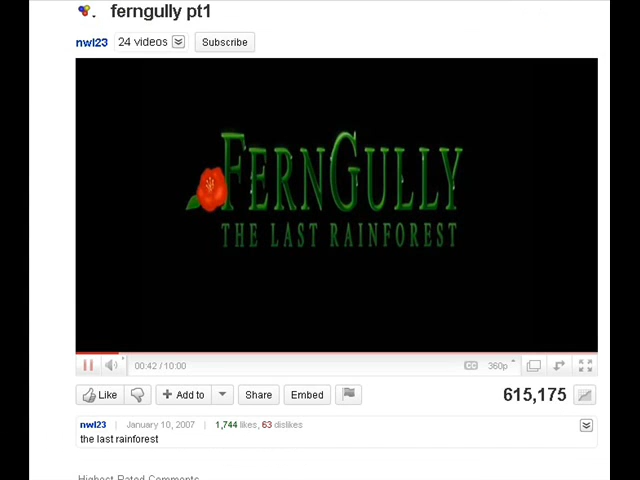 ferngully pt1
nwl23 24 videos Subscribe
FERNGULLY
THE LAST RAINFOREST
00:42 / 10:00 CC 360p
Like Add to Share Embed 615,175
nwl23 | January 10, 2007 | 1,744 likes, 63 dislikes
the last rainforest
Highest Rated Comments